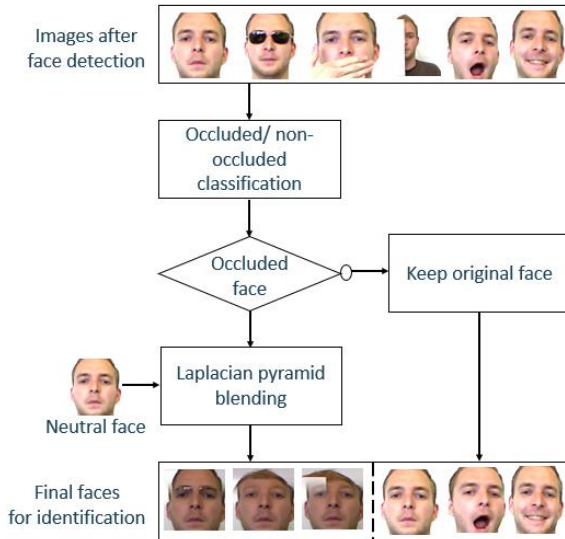 Images after
face detection
Occluded/ non-
occluded
classification
Occluded
face
Keep original face
Laplacian pyramid
blending
Neutral face
Final faces
for identification